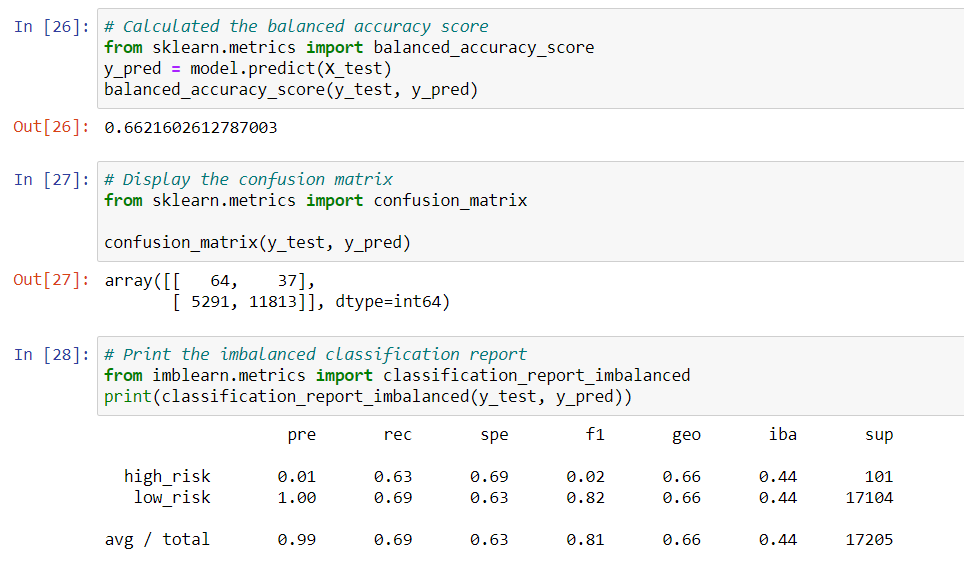 In [26]: # Calculated the balanced accuracy score
from sklearn.metrics import balanced_accuracy_score
y_pred = model.predict(X_test)
balanced_accuracy_score(y_test, y_pred)
Out[26]: 0.6621602612787003
In [27]: # Display the confusion matrix
from sklearn.metrics import confusion_matrix
confusion_matrix(y_test, y_pred)
Out[27]: array([[   64,    37],
       [ 5291, 11813]], dtype=int64)
In [28]: # Print the imbalanced classification report
from imblearn.metrics import classification_report_imbalanced
print(classification_report_imbalanced(y_test, y_pred))
pre rec spe f1 geo iba sup
high_risk 0.01 0.63 0.69 0.02 0.66 0.44 101
low_risk 1.00 0.69 0.63 0.82 0.66 0.44 17104
avg / total 0.99 0.69 0.63 0.81 0.66 0.44 17205